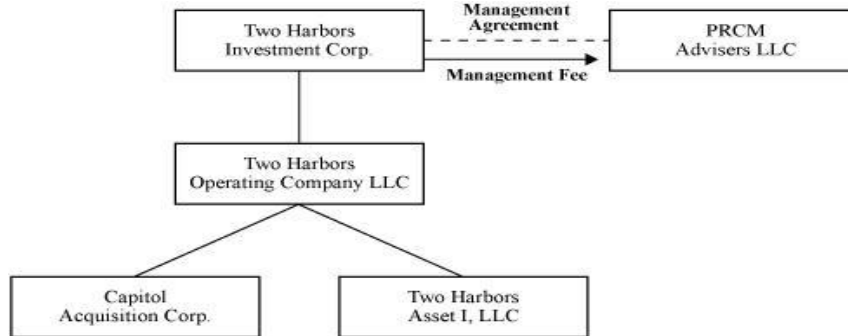 Two Harbors
Investment Corp.
Management
Agreement
Management Fee
PRCM
Advisers LLC
Two Harbors
Operating Company LLC
Capitol
Acquisition Corp.
Two Harbors
Asset I, LLC